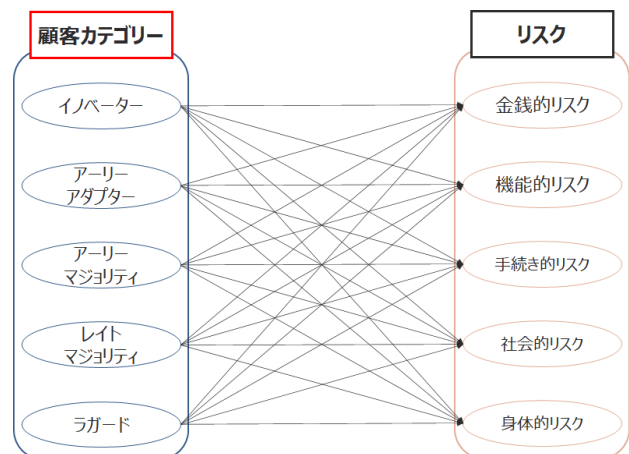 顧客カテゴリー
リスク
イノベーター
アーリー
アダプター
アーリー
マジョリティ
レイト
マジョリティ
ラガード
金銭的リスク
機能的リスク
手続き的リスク
社会的リスク
身体的リスク